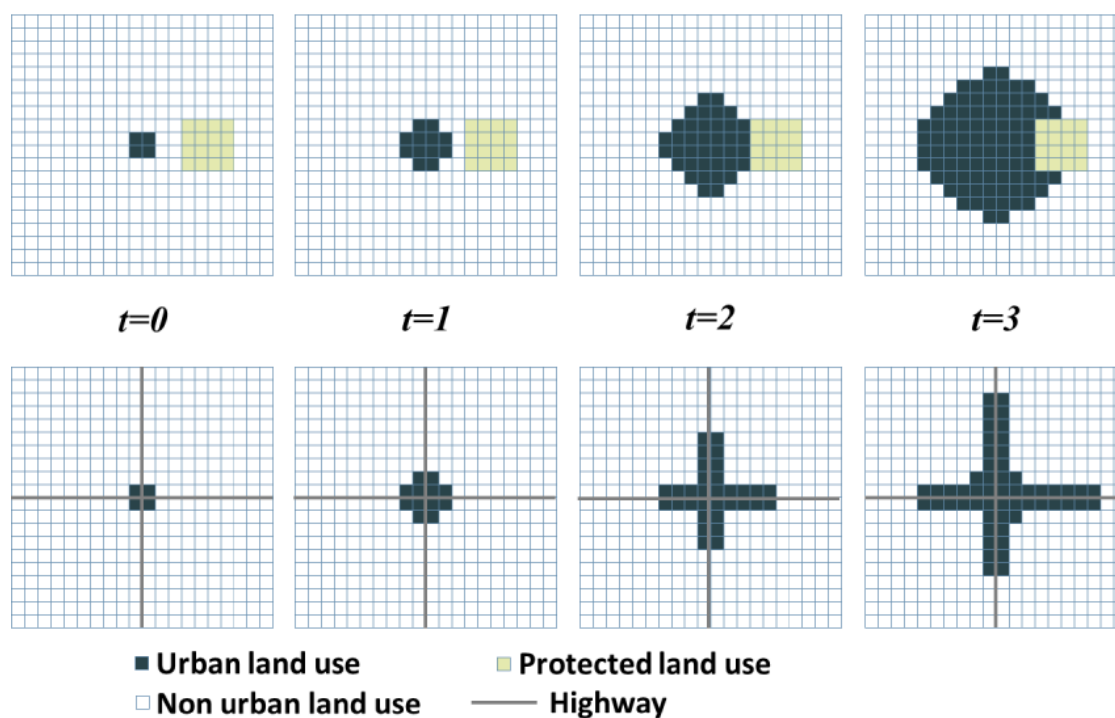 t=0 t=1 t=2 t=3
Urban land use Protected land use
Non urban land use Highway